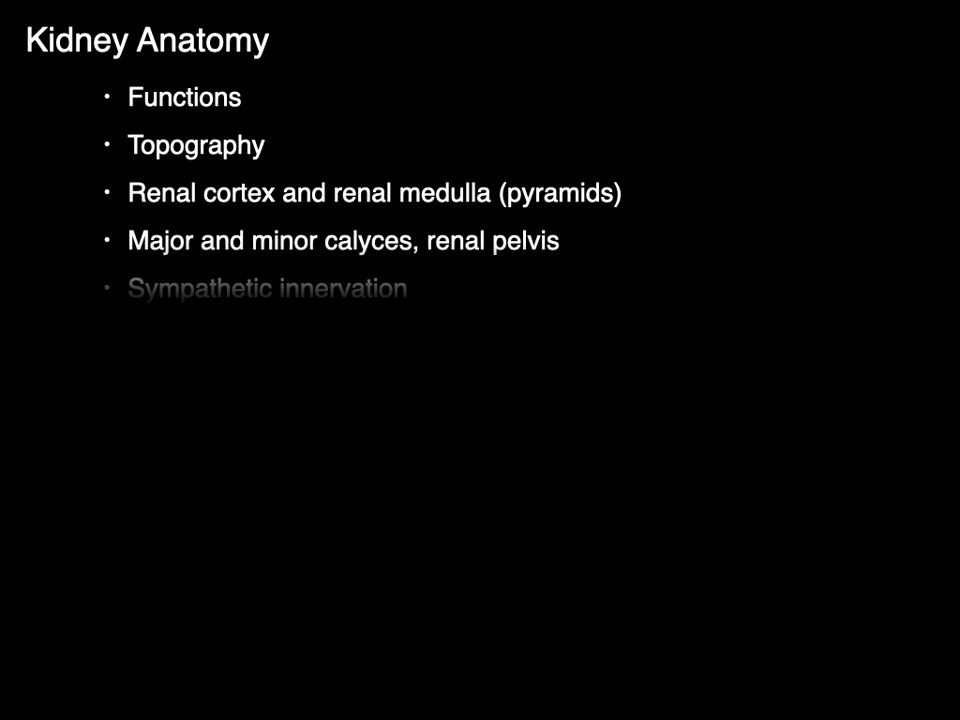 Kidney Anatomy
• Functions
• Topography
• Renal cortex and renal medulla (pyramids)
• Major and minor calyces, renal pelvis
• Sympathetic innervation